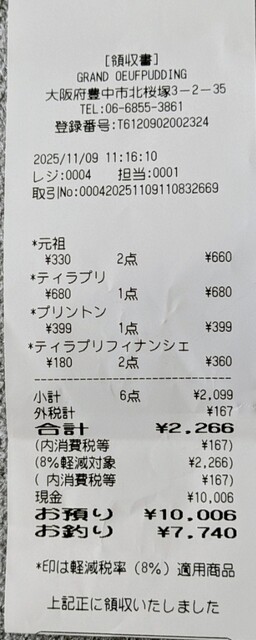 [領収書]
GRAND OEUFPUDDING
大阪府豊中市北桜塚3-2-35
TEL:06-6855-3861
登録番号:T6120902002324
2025/11/09 11:16:10
レジ:0004 担当:0001
取引No:000420251109110832669
*元祖
¥330 2点 ¥660
*ティラプリ
¥680 1点 ¥680
*プリントン
¥399 1点 ¥399
*ティラプリフィナンシェ
¥180 2点 ¥360
小計 6点 ¥2,099
外税計 ¥167
合計 ¥2,266
(内消費税等 ¥167)
(8%軽減対象 ¥2,266)
( 内消費税等 ¥167)
現金 ¥10,006
お預り ¥10,006
お釣り ¥7,740
*印は軽減税率(8%)適用商品
上記正に領収いたしました